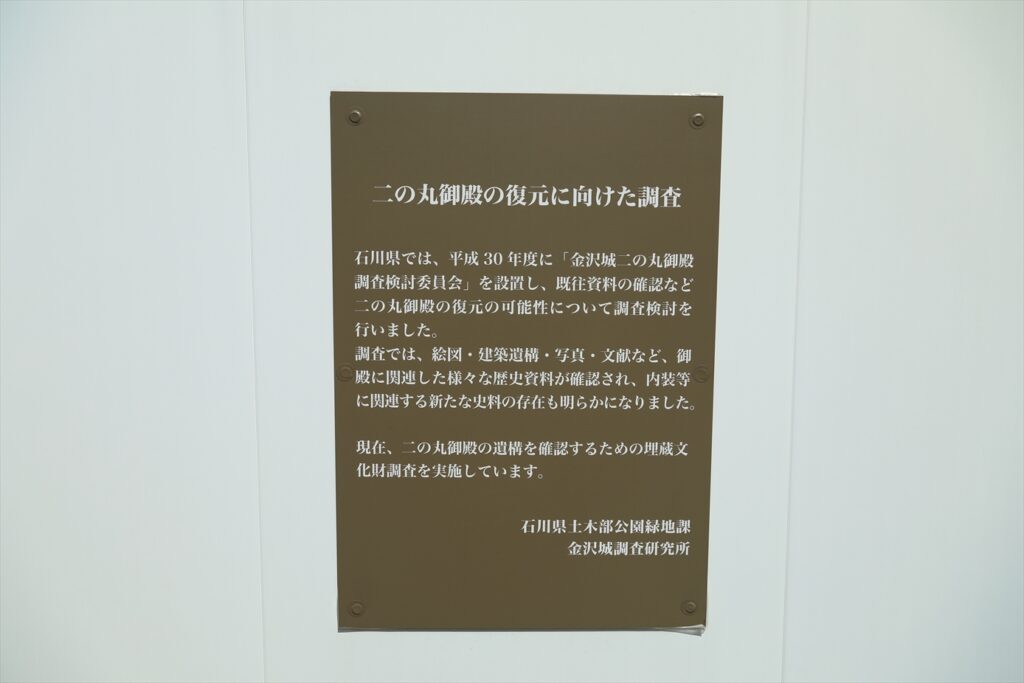 二の丸御殿の復元に向けた調査
石川県では、平成 30 年度に「金沢城二の丸御殿
調査検討委員会」を設置し、既往資料の確認など
二の丸御殿の復元の可能性について調査検討を
行いました。
調査では、絵図・建築遺構・写真・文献など、御
殿に関連した様々な歴史資料が確認され、内装等
に関連する新たな史料の存在も明らかになりました。
現在、二の丸御殿の遺構を確認するための埋蔵文
化財調査を実施しています。
石川県土木部公園緑地課
金沢城調査研究所